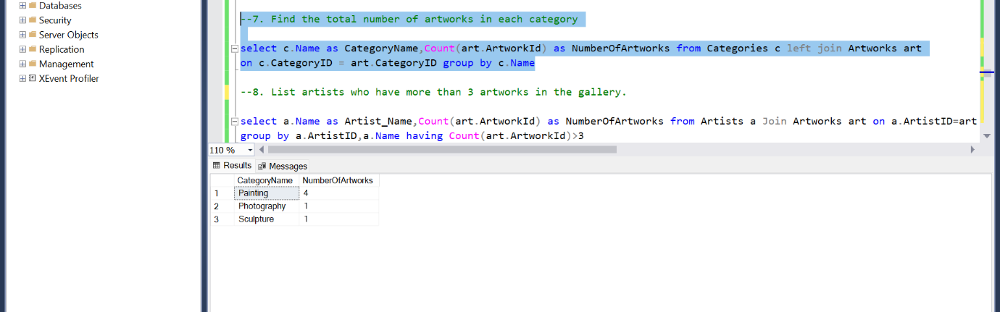 Databases
Security
Server Objects
Replication
Management
XEvent Profiler
--7. Find the total number of artworks in each category
select c.Name as CategoryName,Count(art.ArtworkId) as NumberOfArtworks from Categories c left join Artworks art
on c.CategoryID = art.CategoryID group by c.Name
--8. List artists who have more than 3 artworks in the gallery.
select a.Name as Artist_Name,Count(art.ArtworkId) as NumberOfArtworks from Artists a Join Artworks art on a.ArtistID=art
group by a.ArtistID,a.Name having Count(art.ArtworkId)>3
110 %
Results Messages
CategoryName NumberOfArtworks
1 Painting 4
2 Photography 1
3 Sculpture 1